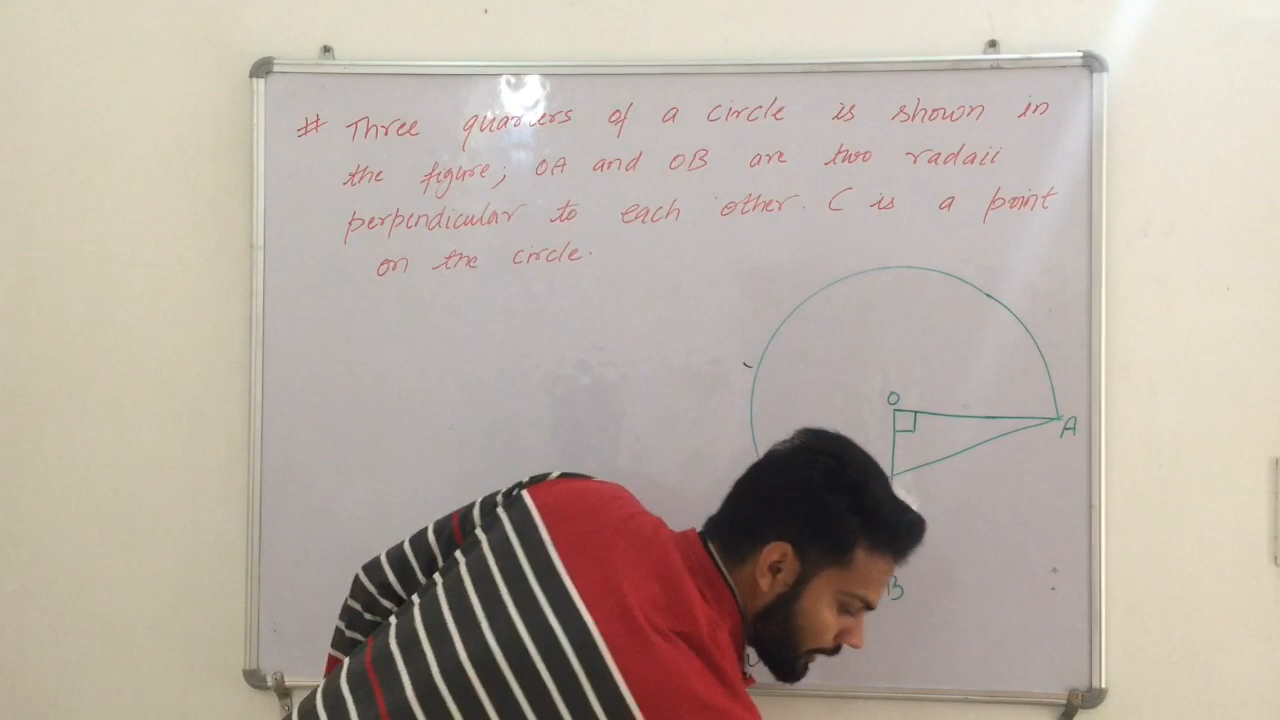 # Three quarters of a circle is shown in
the figure; OA and OB are two radaii
perpendicular to each other. C is a point
on the circle.
O
A
B